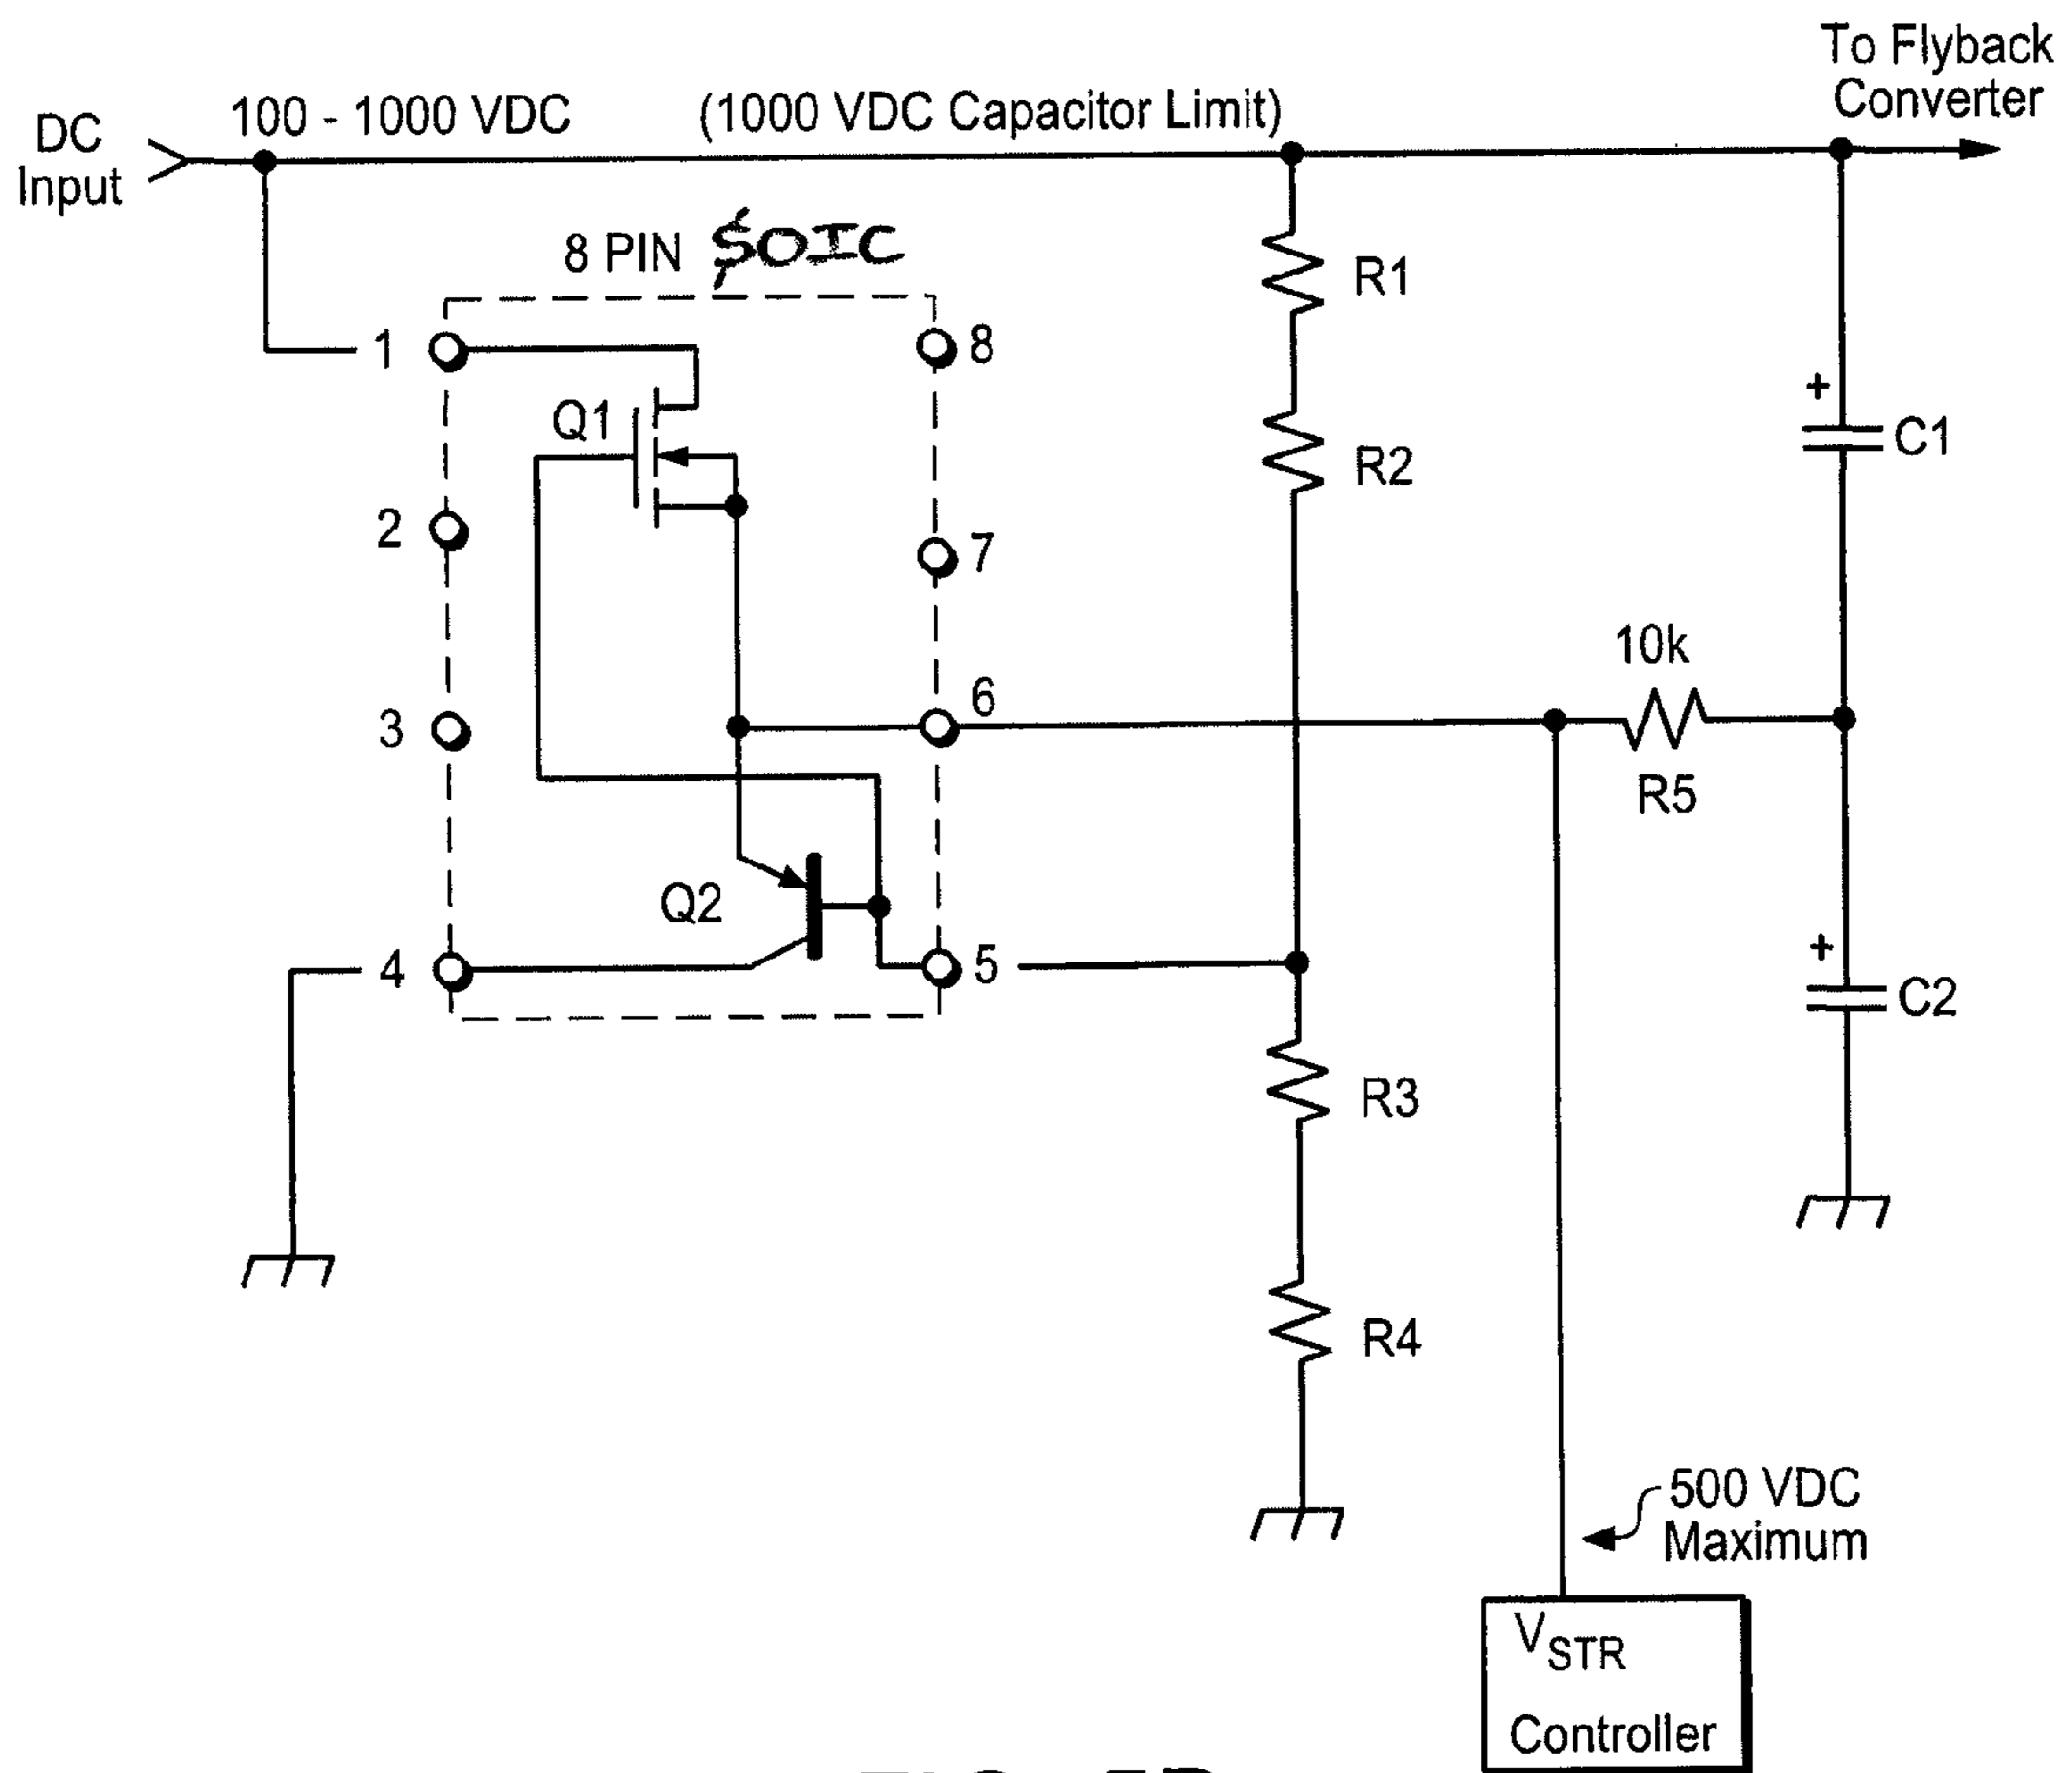 To Flyback
Converter
DC
Input
100 - 1000 VDC
(1000 VDC Capacitor Limit)
8 PIN SOIC
R1
1
8
+
Q1
C1
R2
2
7
10k
6
3
R5
Q2
+
4
5
C2
R3
R4
500 VDC
Maximum
VSTR
Controller